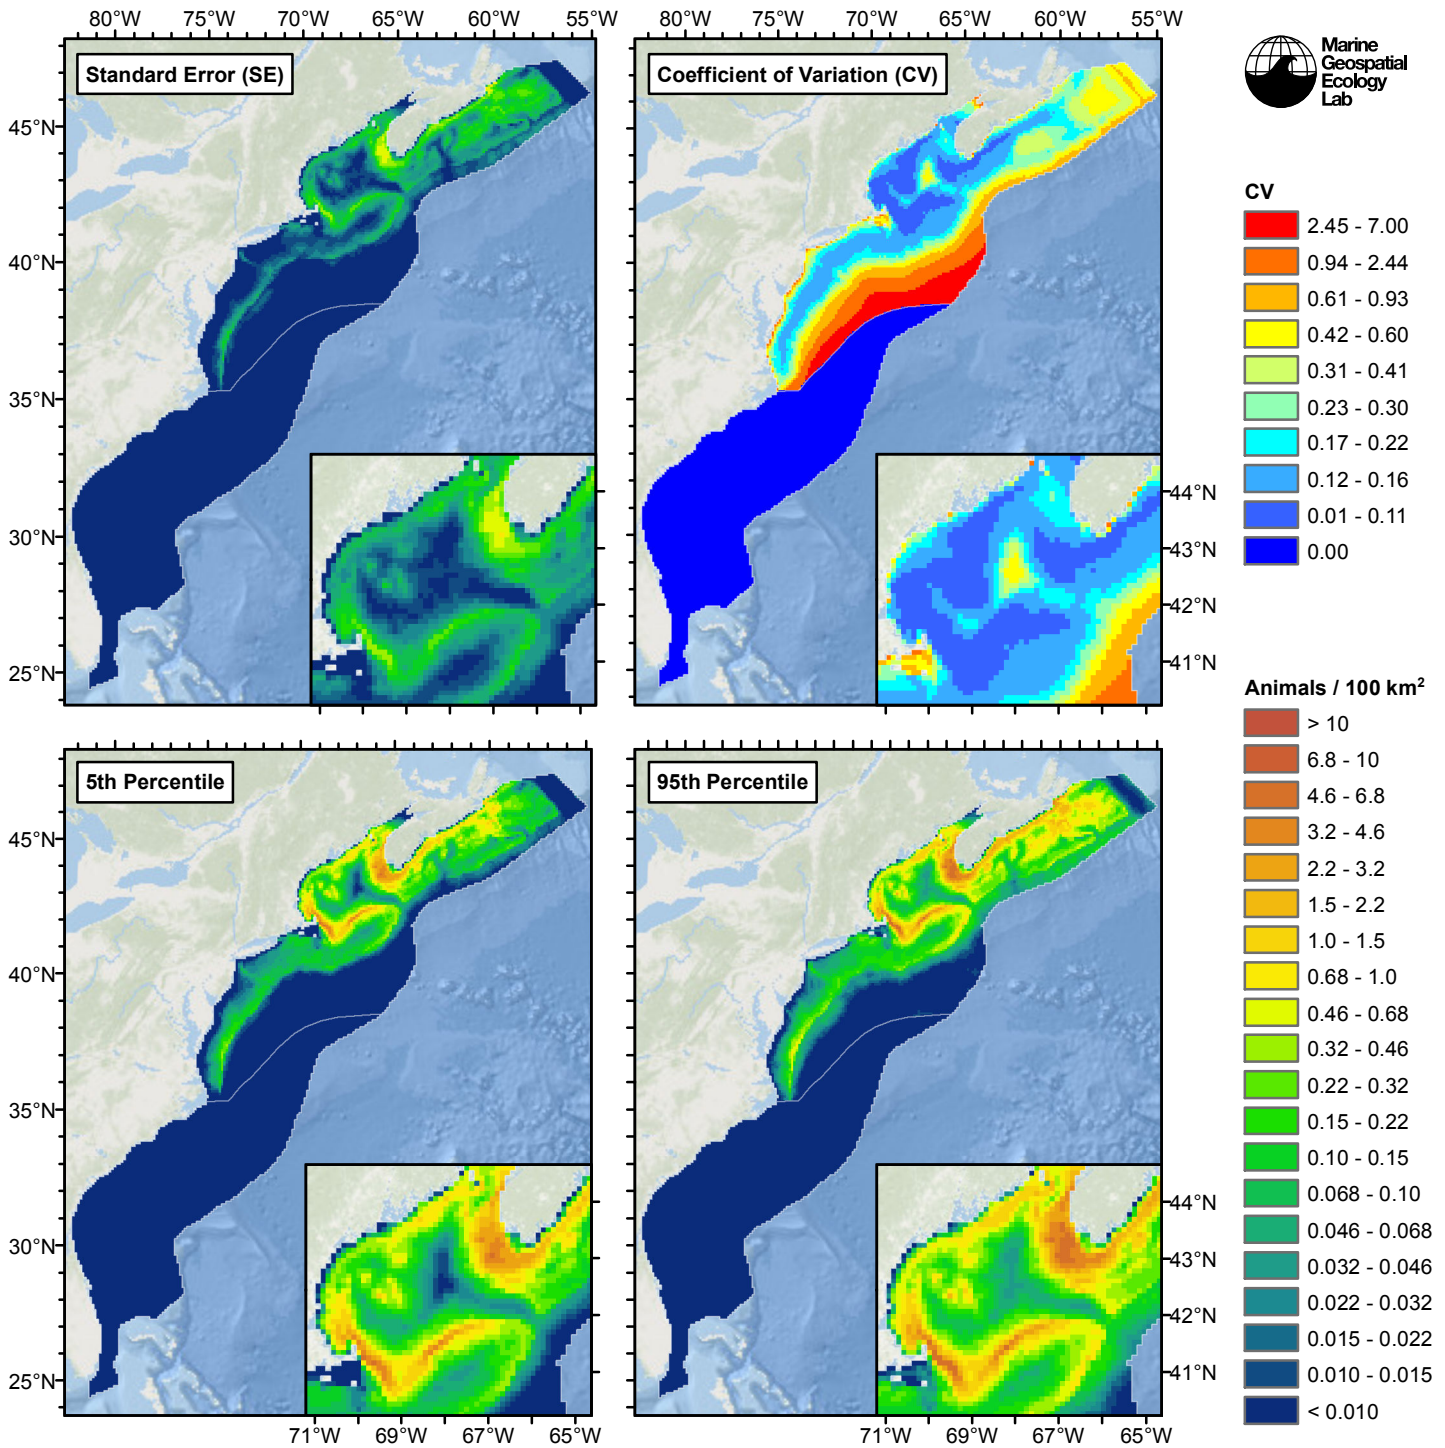 80°W 75°W 70°W 65°W 60°W 55°W
80°W 75°W 70°W 65°W 60°W 55°W
Standard Error (SE)
Coefficient of Variation (CV)
Marine
Geospatial
Ecology
Lab
45°N
40°N
35°N
30°N
25°N
44°N
43°N
42°N
41°N
CV
2.45 - 7.00
0.94 - 2.44
0.61 - 0.93
0.42 - 0.60
0.31 - 0.41
0.23 - 0.30
0.17 - 0.22
0.12 - 0.16
0.01 - 0.11
0.00
5th Percentile
95th Percentile
45°N
40°N
35°N
30°N
25°N
44°N
43°N
42°N
41°N
71°W 69°W 67°W 65°W
71°W 69°W 67°W 65°W
Animals / 100 km²
> 10
6.8 - 10
4.6 - 6.8
3.2 - 4.6
2.2 - 3.2
1.5 - 2.2
1.0 - 1.5
0.68 - 1.0
0.46 - 0.68
0.32 - 0.46
0.22 - 0.32
0.15 - 0.22
0.10 - 0.15
0.068 - 0.10
0.046 - 0.068
0.032 - 0.046
0.022 - 0.032
0.015 - 0.022
0.010 - 0.015
< 0.010